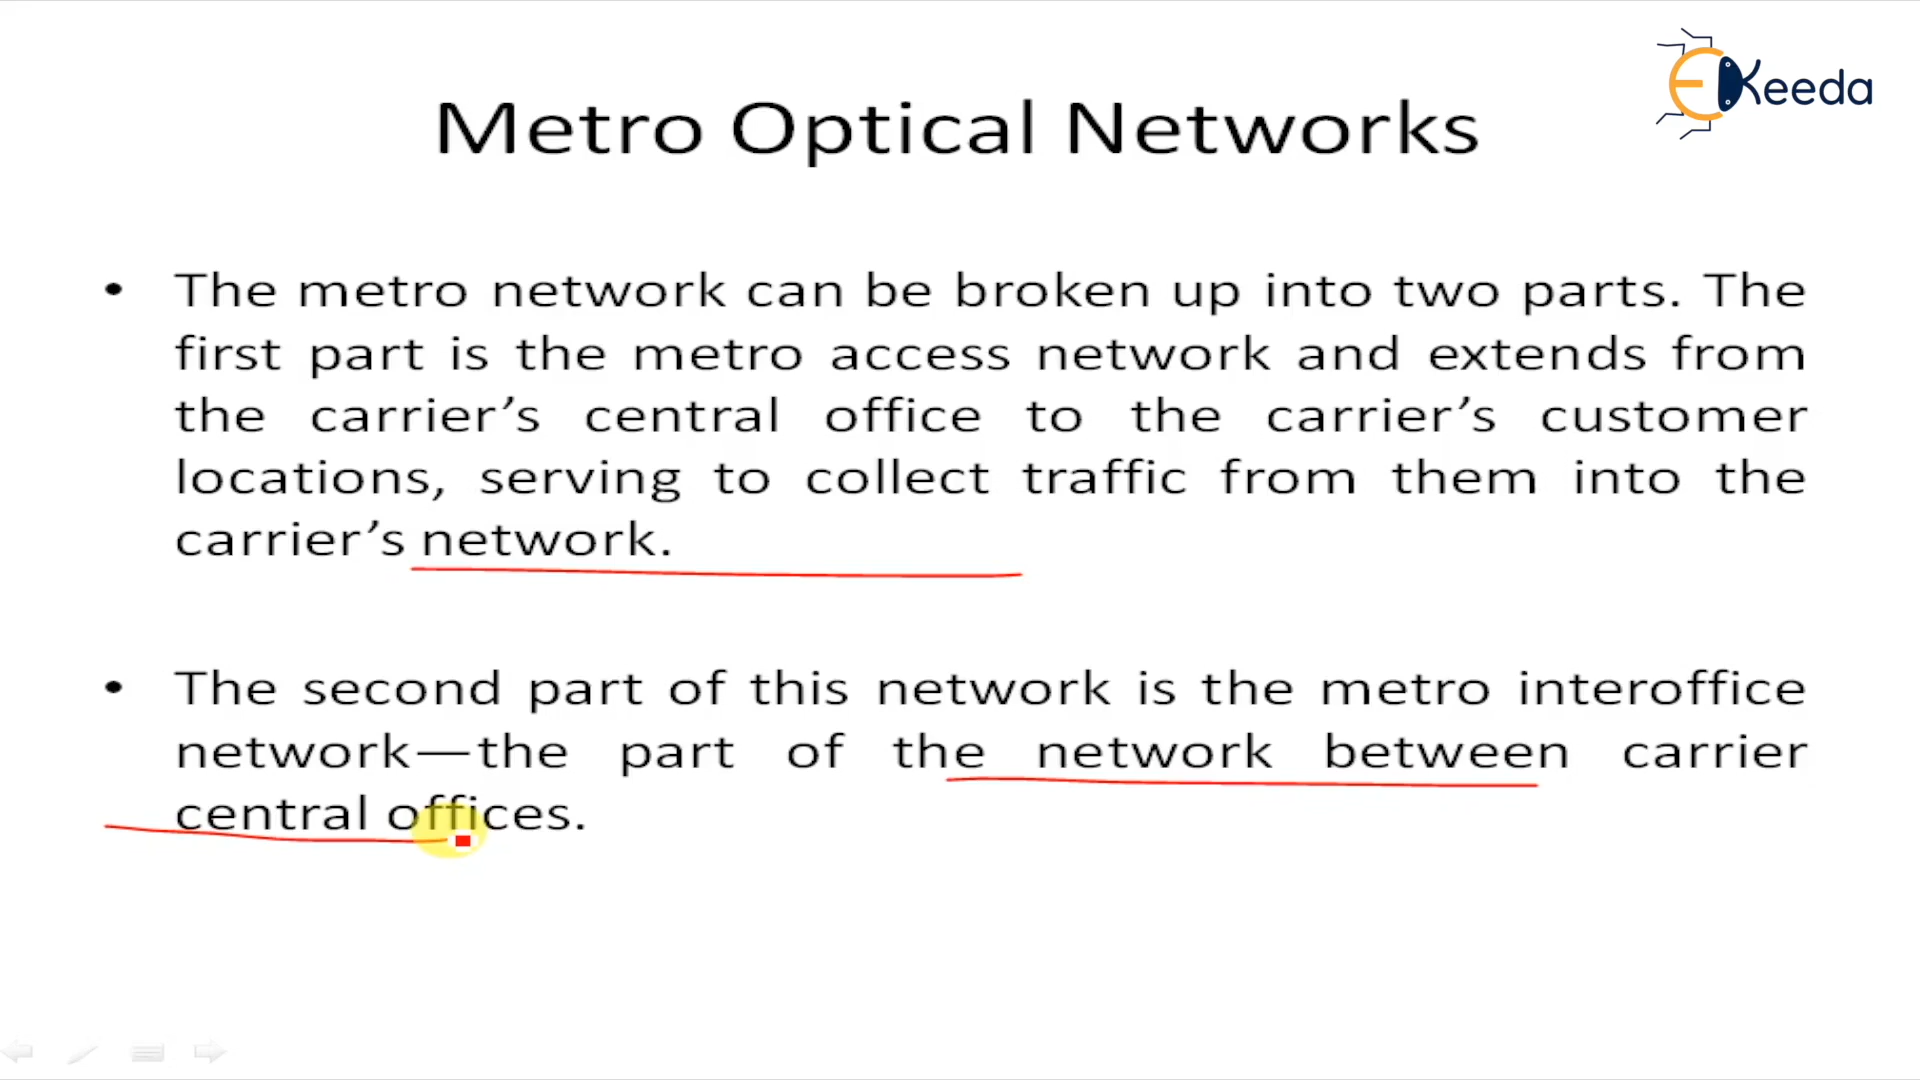 EKeeda
Metro Optical Networks
• The metro network can be broken up into two parts. The
first part is the metro access network and extends from
the carrier’s central office to the carrier’s customer
locations, serving to collect traffic from them into the
carrier’s network.
• The second part of this network is the metro interoffice
network—the part of the network between carrier
central offices.